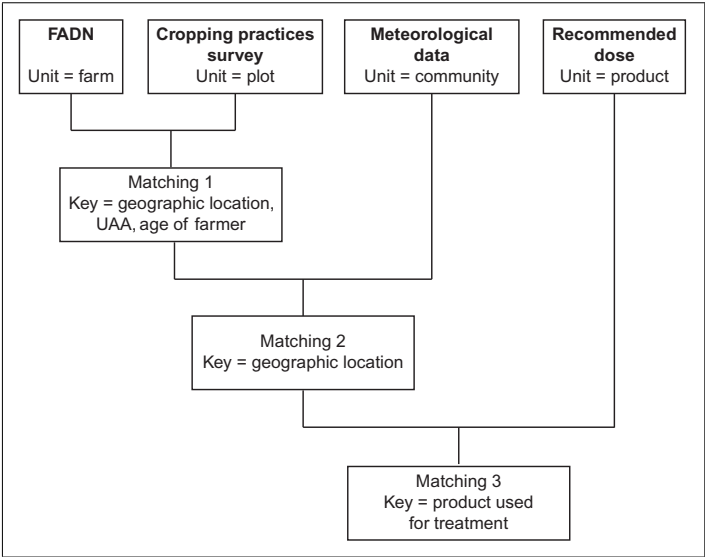 FADN
Unit = farm
Cropping practices
survey
Unit = plot
Meteorological
data
Unit = community
Recommended
dose
Unit = product
Matching 1
Key = geographic location,
UAA, age of farmer
Matching 2
Key = geographic location
Matching 3
Key = product used
for treatment